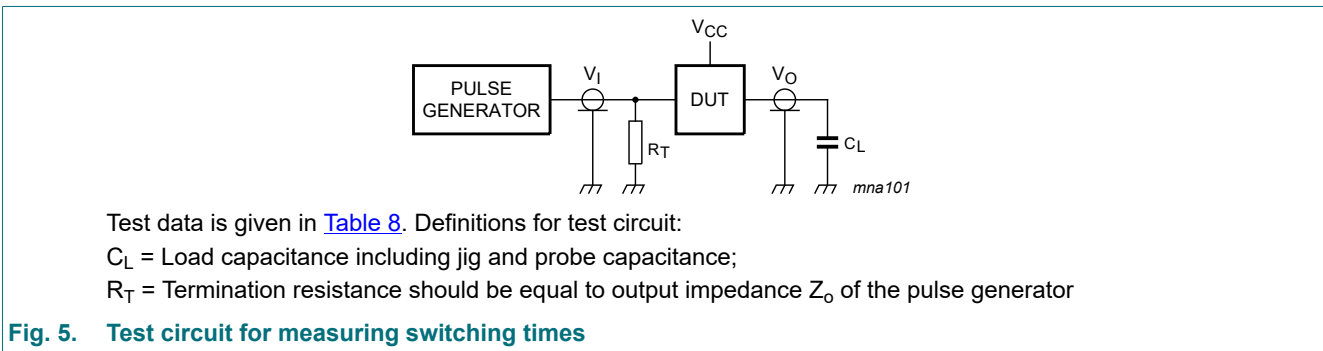 VCC
PULSE
GENERATOR
VI
DUT
VO
RT
CL
mna101
Test data is given in Table 8. Definitions for test circuit:
CL = Load capacitance including jig and probe capacitance;
RT = Termination resistance should be equal to output impedance Zo of the pulse generator
Fig. 5. Test circuit for measuring switching times